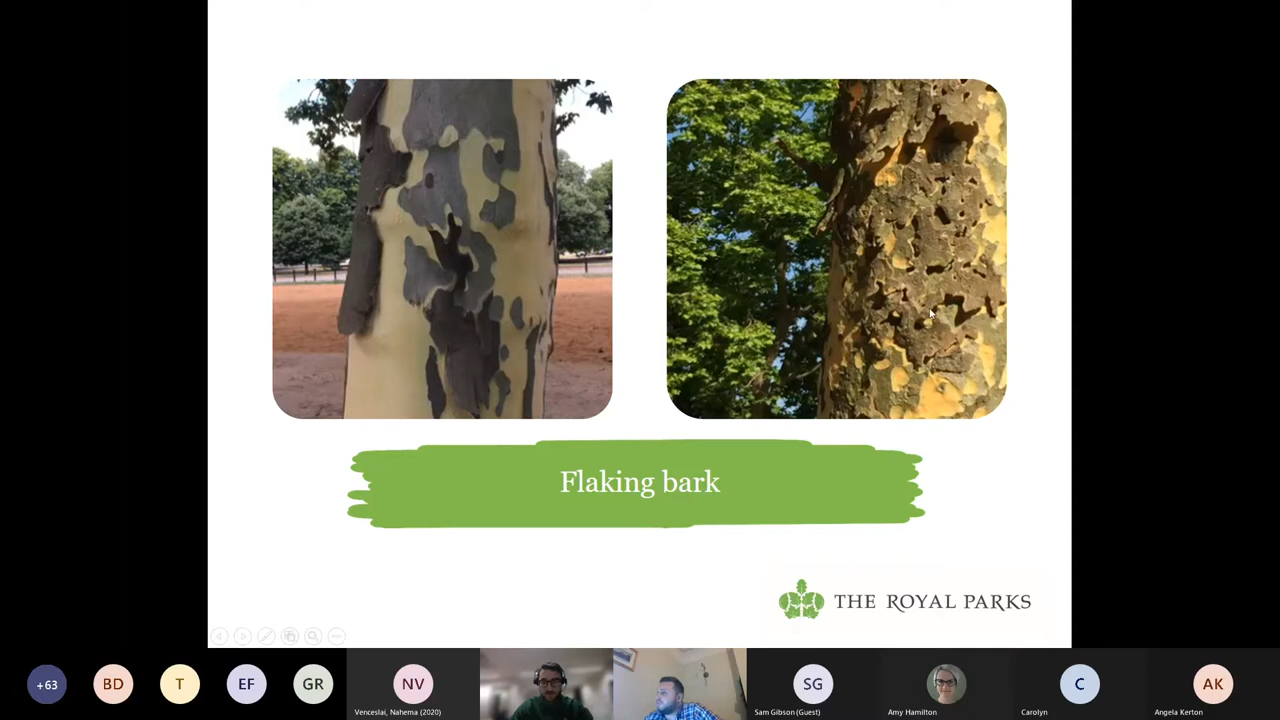 Flaking bark
THE ROYAL PARKS
+63
BD
T
EF
GR
NV
SG
C
AK
Venceslai, Nahema (2020)
Sam Gibson (Guest)
Amy Hamilton
Carolyn
Angela Kerton